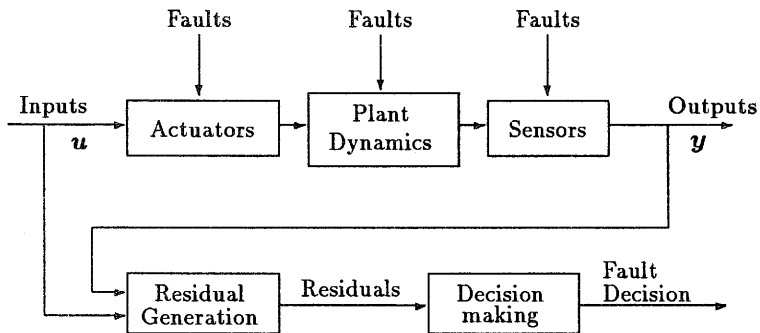 Faults Faults Faults
Inputs Outputs
Actuators
Plant
Dynamics
Sensors
u y
Residual
Generation
Residuals
Decision
making
Fault
Decision